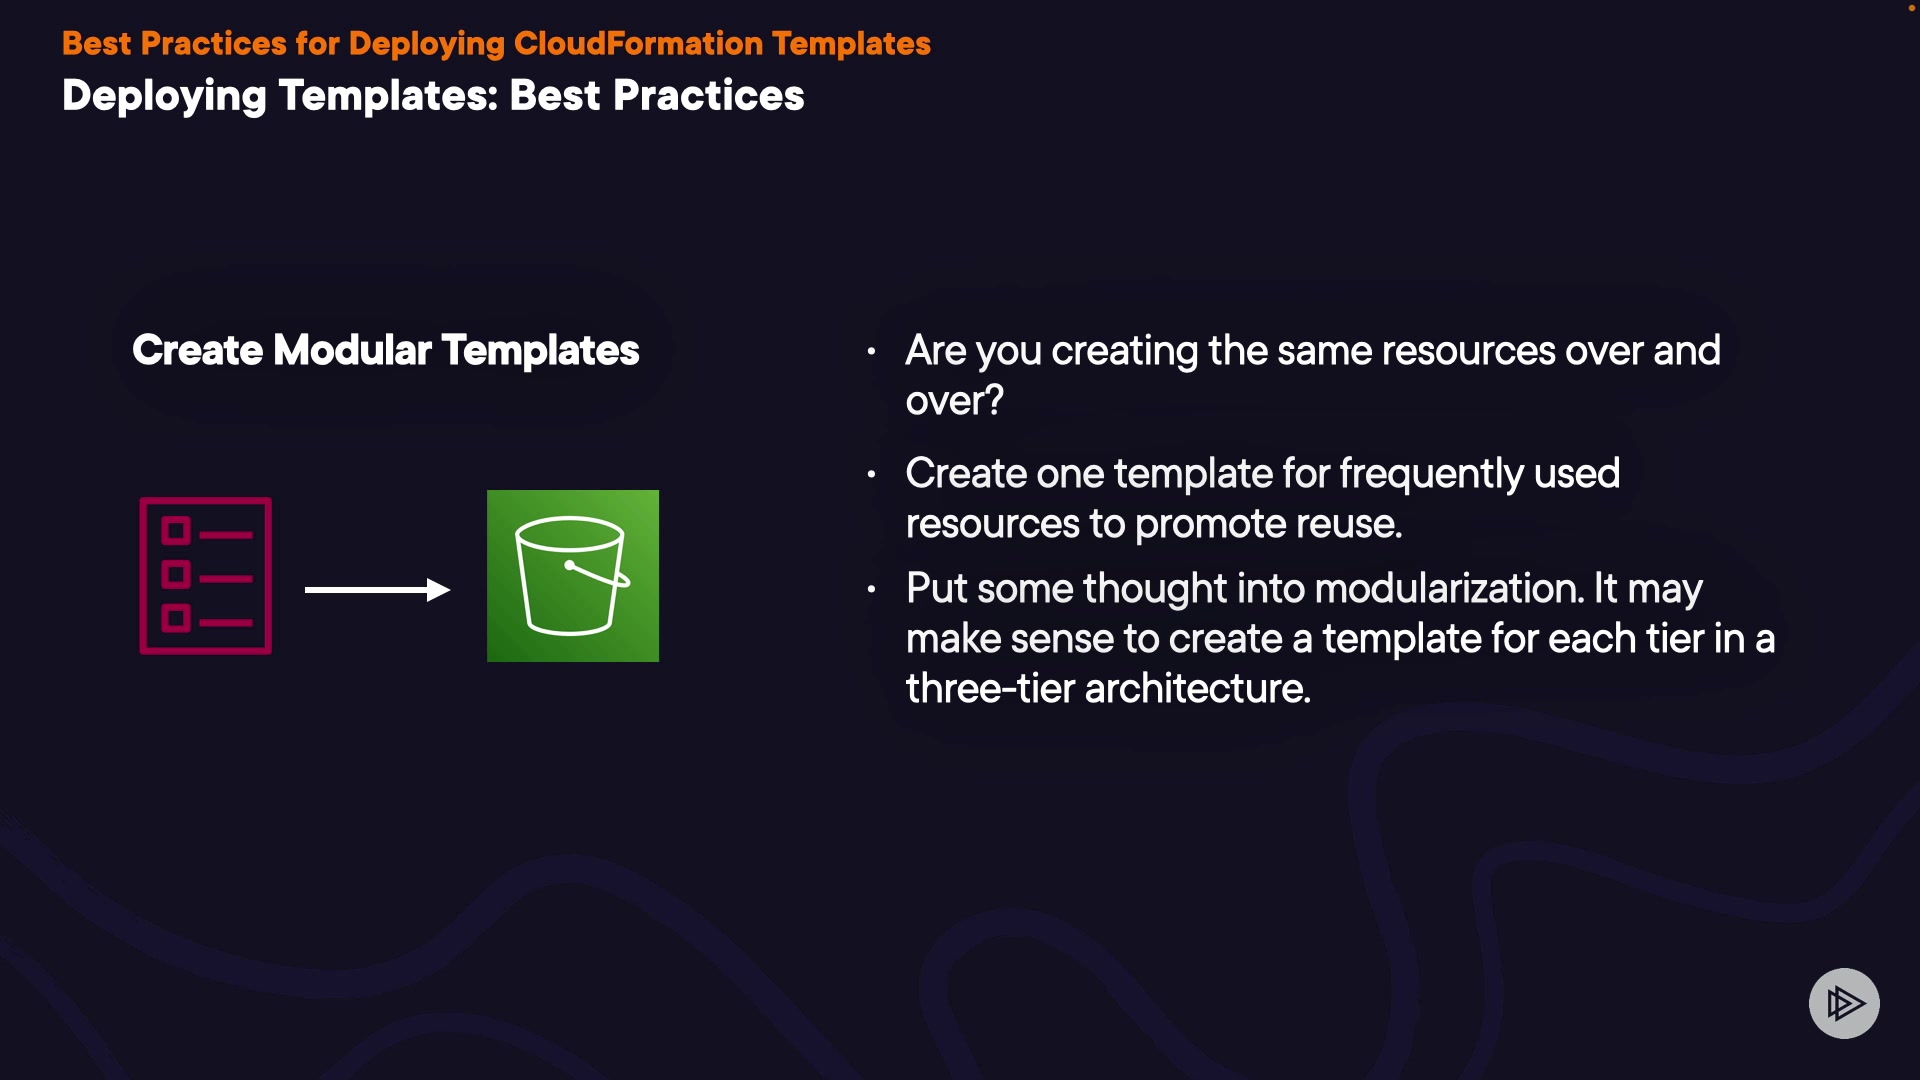 Best Practices for Deploying CloudFormation Templates
Deploying Templates: Best Practices
Create Modular Templates
• Are you creating the same resources over and
over?
• Create one template for frequently used
resources to promote reuse.
• Put some thought into modularization. It may
make sense to create a template for each tier in a
three-tier architecture.